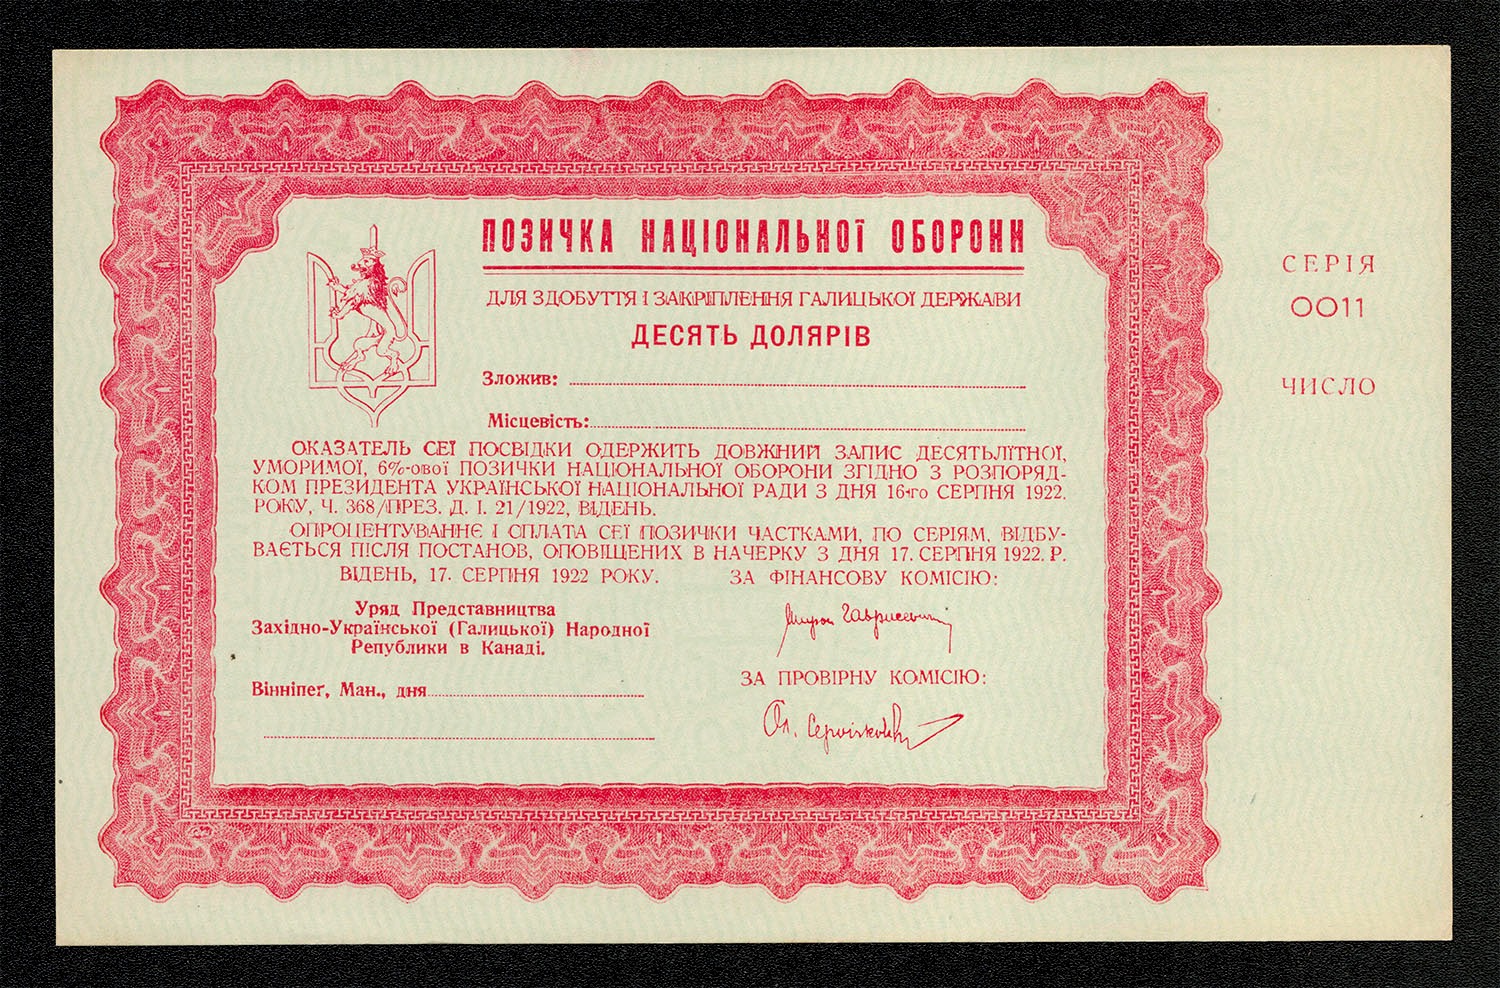 ПОЗИЧКА НАЦІОНАЛЬНОЇ ОБОРОНИ
ДЛЯ ЗДОБУТТЯ І ЗАКРІПЛЕННЯ ГАЛИЦЬКОЇ ДЕРЖАВИ
ДЕСЯТЬ ДОЛЯРІВ
Зложив:
Місцевість:
ОКАЗАТЕЛЬ СЕЇ ПОСВІДКИ ОДЕРЖИТЬ ДОВЖНИЙ ЗАПИС ДЕСЯТЬЛІТНОЇ,
УМОРИМОЇ, 6%-ової ПОЗИЧКИ НАЦІОНАЛЬНОЇ ОБОРОНИ ЗГІДНО З РОЗПОРЯД-
КОМ ПРЕЗИДЕНТА УКРАЇНСЬКОЇ НАЦІОНАЛЬНОЇ РАДИ З ДНЯ 16-го СЕРПНЯ 1922.
РОКУ, Ч. 368/ПРЕЗ. Д. І. 21/1922, ВІДЕНЬ.
ОПРОЦЕНТУВАННЄ І СПЛАТА СЕЇ ПОЗИЧКИ ЧАСТКАМИ, ПО СЕРІЯМ, ВІДБУ-
ВАЄТЬСЯ ПІСЛЯ ПОСТАНОВ, ОПОВІЩЕНИХ В НАЧЕРКУ З ДНЯ 17. СЕРПНЯ 1922. Р.
ВІДЕНЬ, 17. СЕРПНЯ 1922 РОКУ.
ЗА ФІНАНСОВУ КОМІСІЮ:
Уряд Представництва
Західно-Української (Галицької) Народної
Републики в Канаді.
Вінніпеґ, Ман., дня
ЗА ПРОВІРНУ КОМІСІЮ:
СЕРІЯ
0011
ЧИСЛО